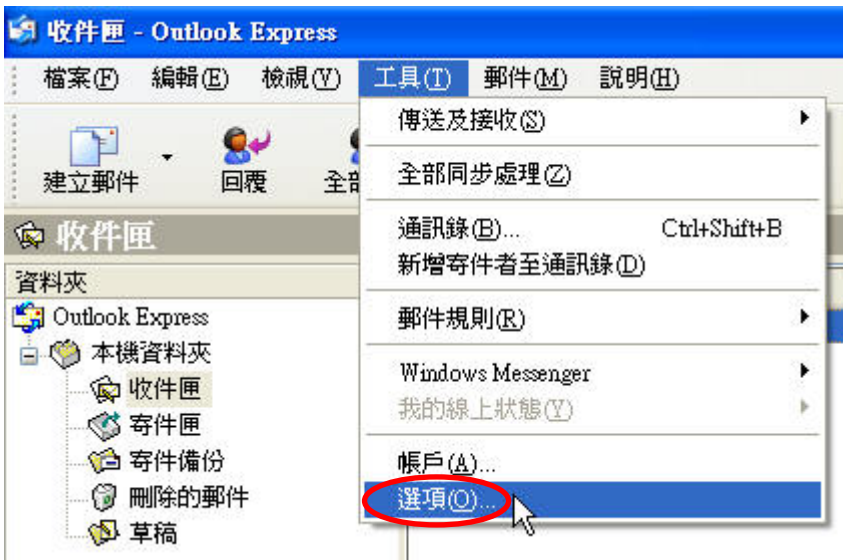 收件匣 - Outlook Express
檔案(F) 編輯(E) 檢視(V) 工具(T) 郵件(M) 說明(H)
建立郵件 回覆 全部
傳送及接收(S)
全部同步處理(Z)
通訊錄(B)... Ctrl+Shift+B
新增寄件者至通訊錄(D)
郵件規則(R)
Windows Messenger
我的線上狀態(Y)
帳戶(A)...
選項(O)...
收件匣
資料夾
Outlook Express
本機資料夾
收件匣
寄件匣
寄件備份
刪除的郵件
草稿